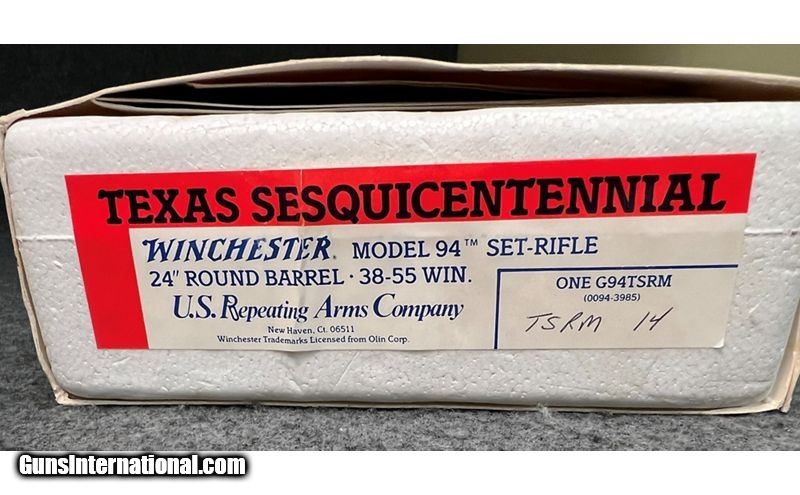 TEXAS SESQUICENTENNIAL
WINCHESTER® MODEL 94™ SET-RIFLE
24" ROUND BARREL · 38-55 WIN.
U.S. Repeating Arms Company
New Haven, Ct. 06511
Winchester Trademarks Licensed from Olin Corp.
ONE G94TSRM
(0094-3985)
TSRM 14
GunsInternational.com